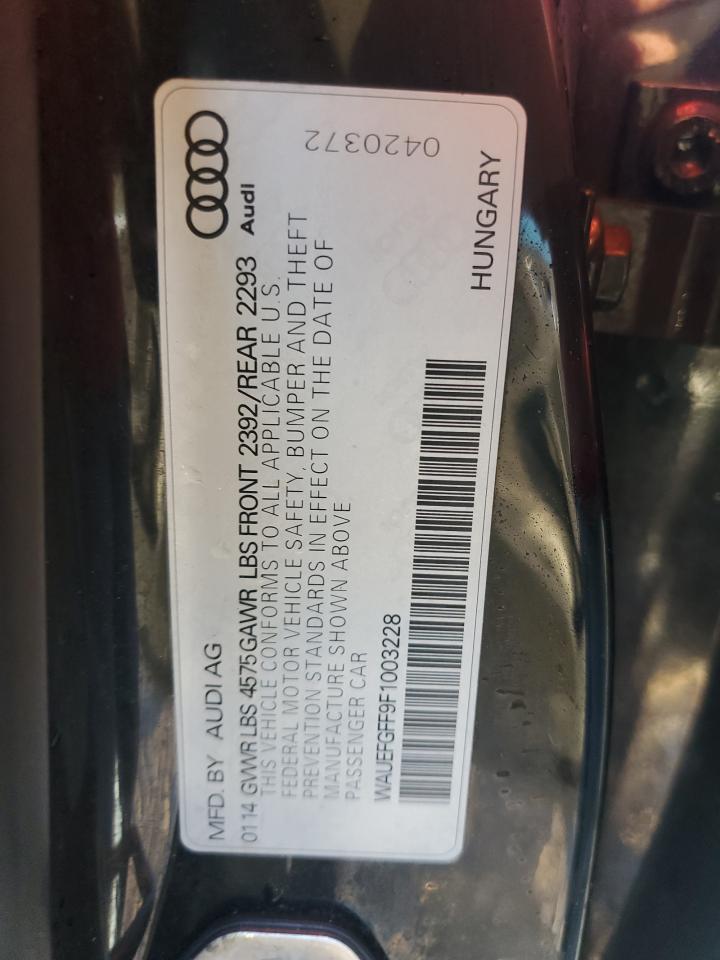 MFD. BY AUDI AG
0114 GVWR LBS 4575 GAWR LBS FRONT 2392/REAR 2293
Audi
THIS VEHICLE CONFORMS TO ALL APPLICABLE U.S.
FEDERAL MOTOR VEHICLE SAFETY, BUMPER AND THEFT
PREVENTION STANDARDS IN EFFECT ON THE DATE OF
MANUFACTURE SHOWN ABOVE
PASSENGER CAR
WAUEFGFF9F1003228
HUNGARY
0420372